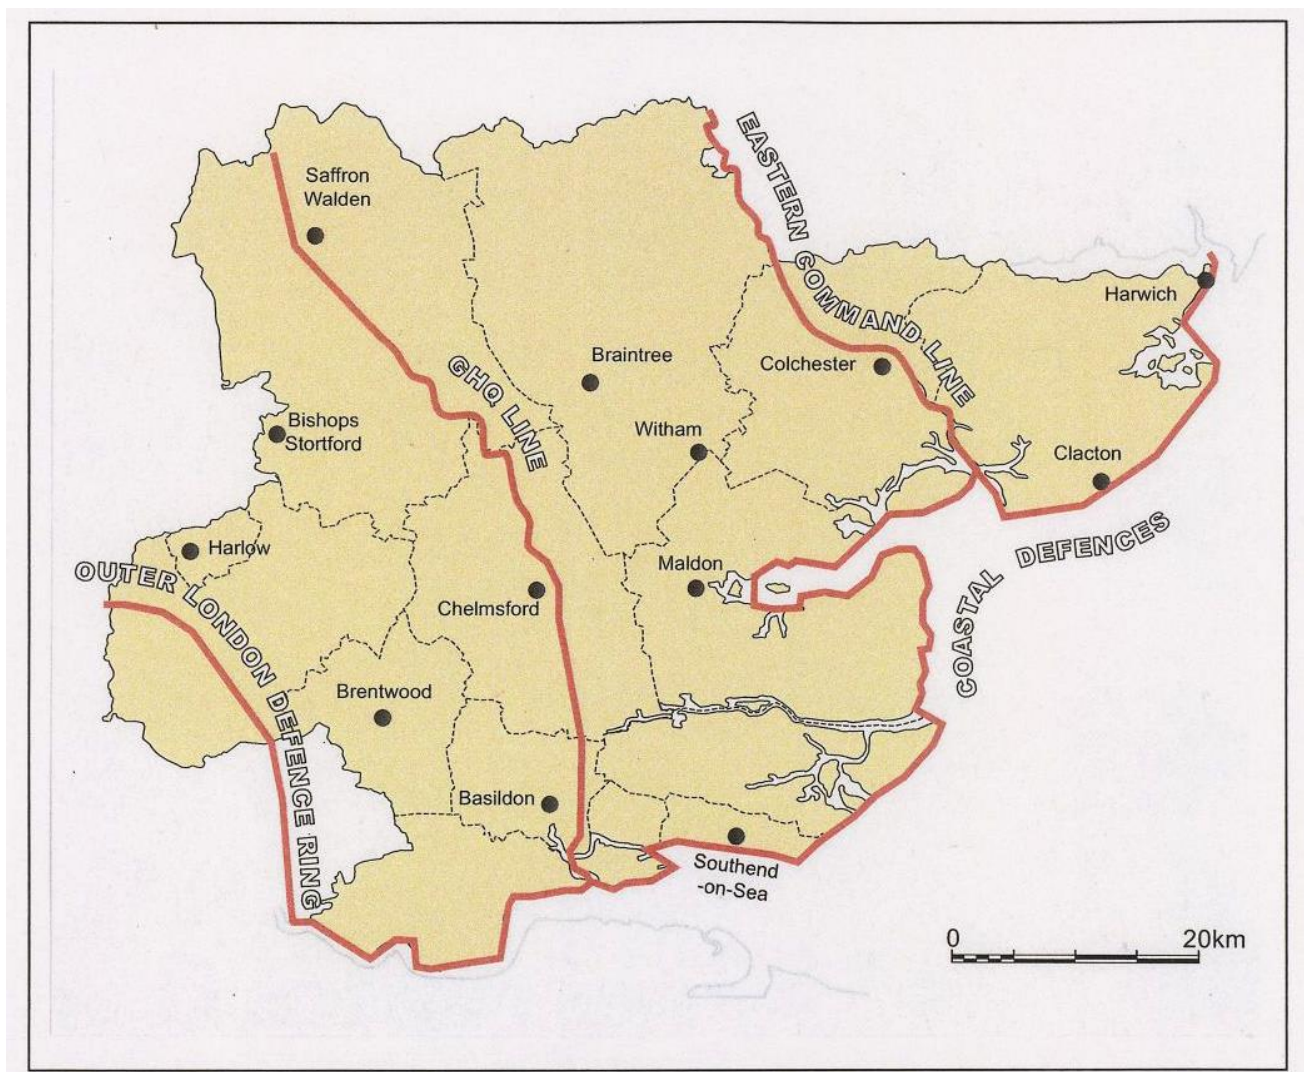 Saffron
Walden
EASTERN COMMAND LINE
Harwich
GHQ LINE
Braintree
Colchester
Bishops
Stortford
Witham
Clacton
Harlow
OUTER LONDON DEFENCE RING
Maldon
COASTAL DEFENCES
Chelmsford
Brentwood
Basildon
Southend
-on-Sea
0 20km